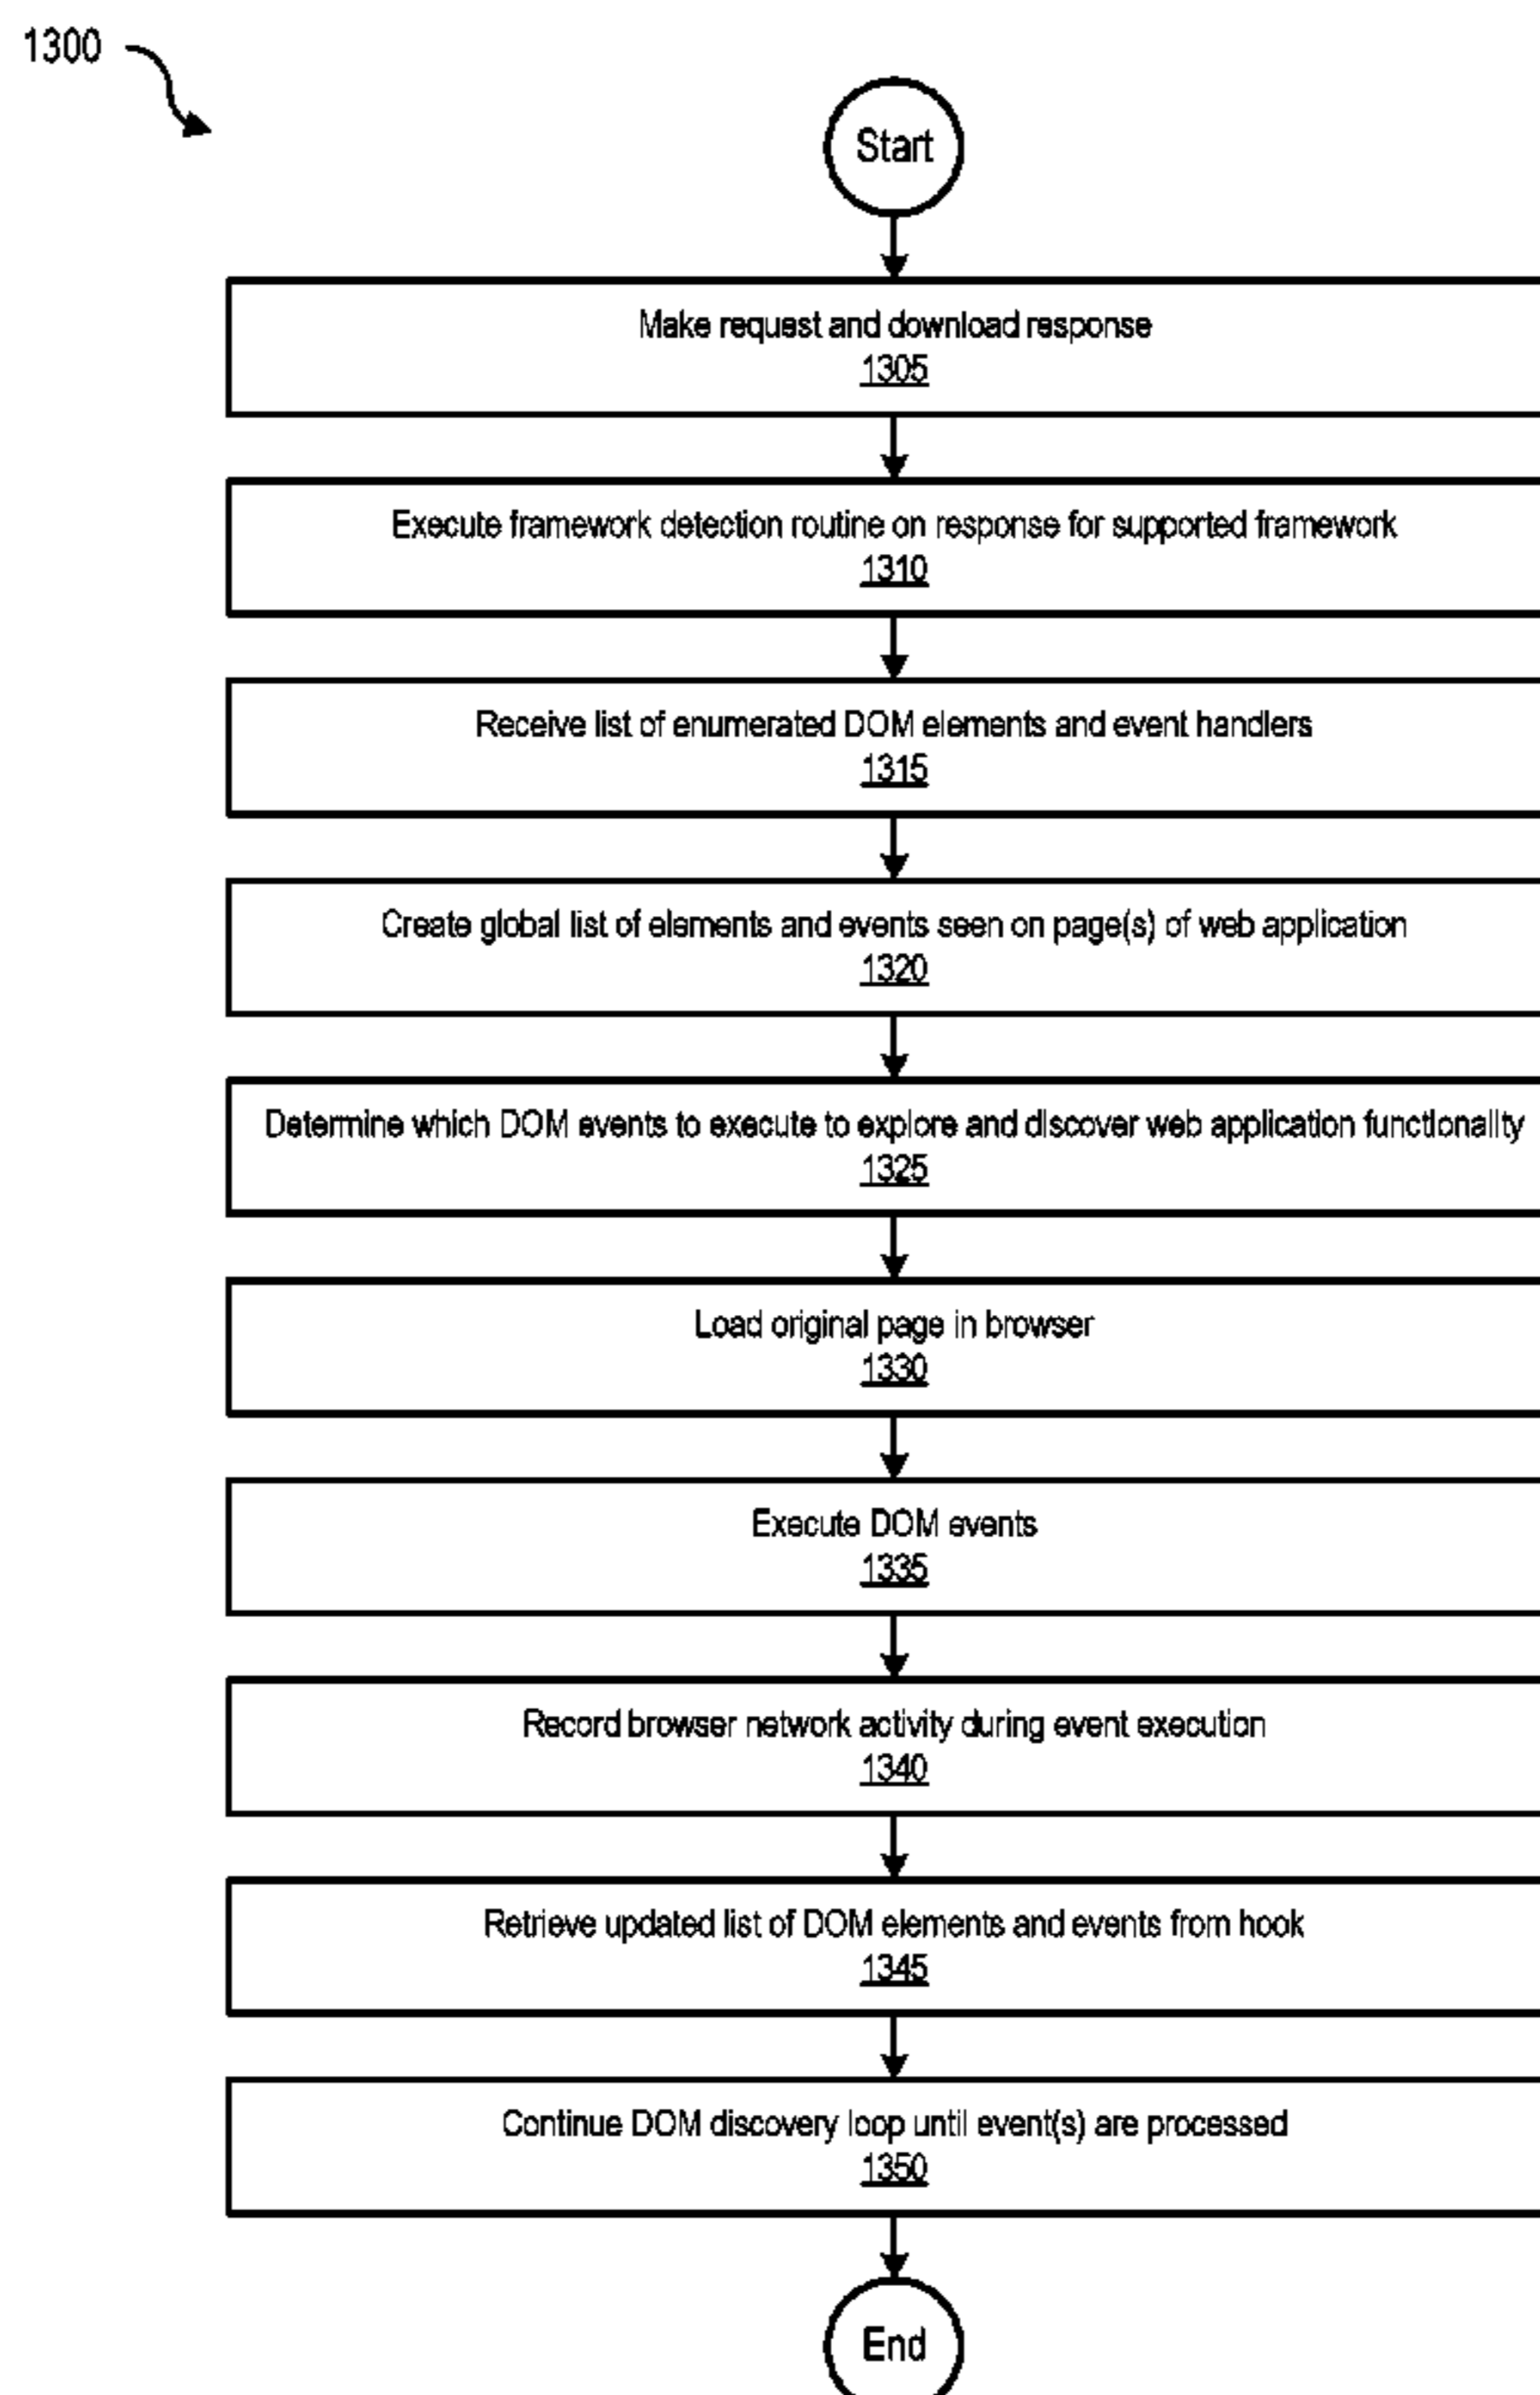 1300
Start
Make request and download response
1305
Execute framework detection routine on response for supported framework
1310
Receive list of enumerated DOM elements and event handlers
1315
Create global list of elements and events seen on page(s) of web application
1320
Determine which DOM events to execute to explore and discover web application functionality
1325
Load original page in browser
1330
Execute DOM events
1335
Record browser network activity during event execution
1340
Retrieve updated list of DOM elements and events from hook
1345
Continue DOM discovery loop until event(s) are processed
1350
End